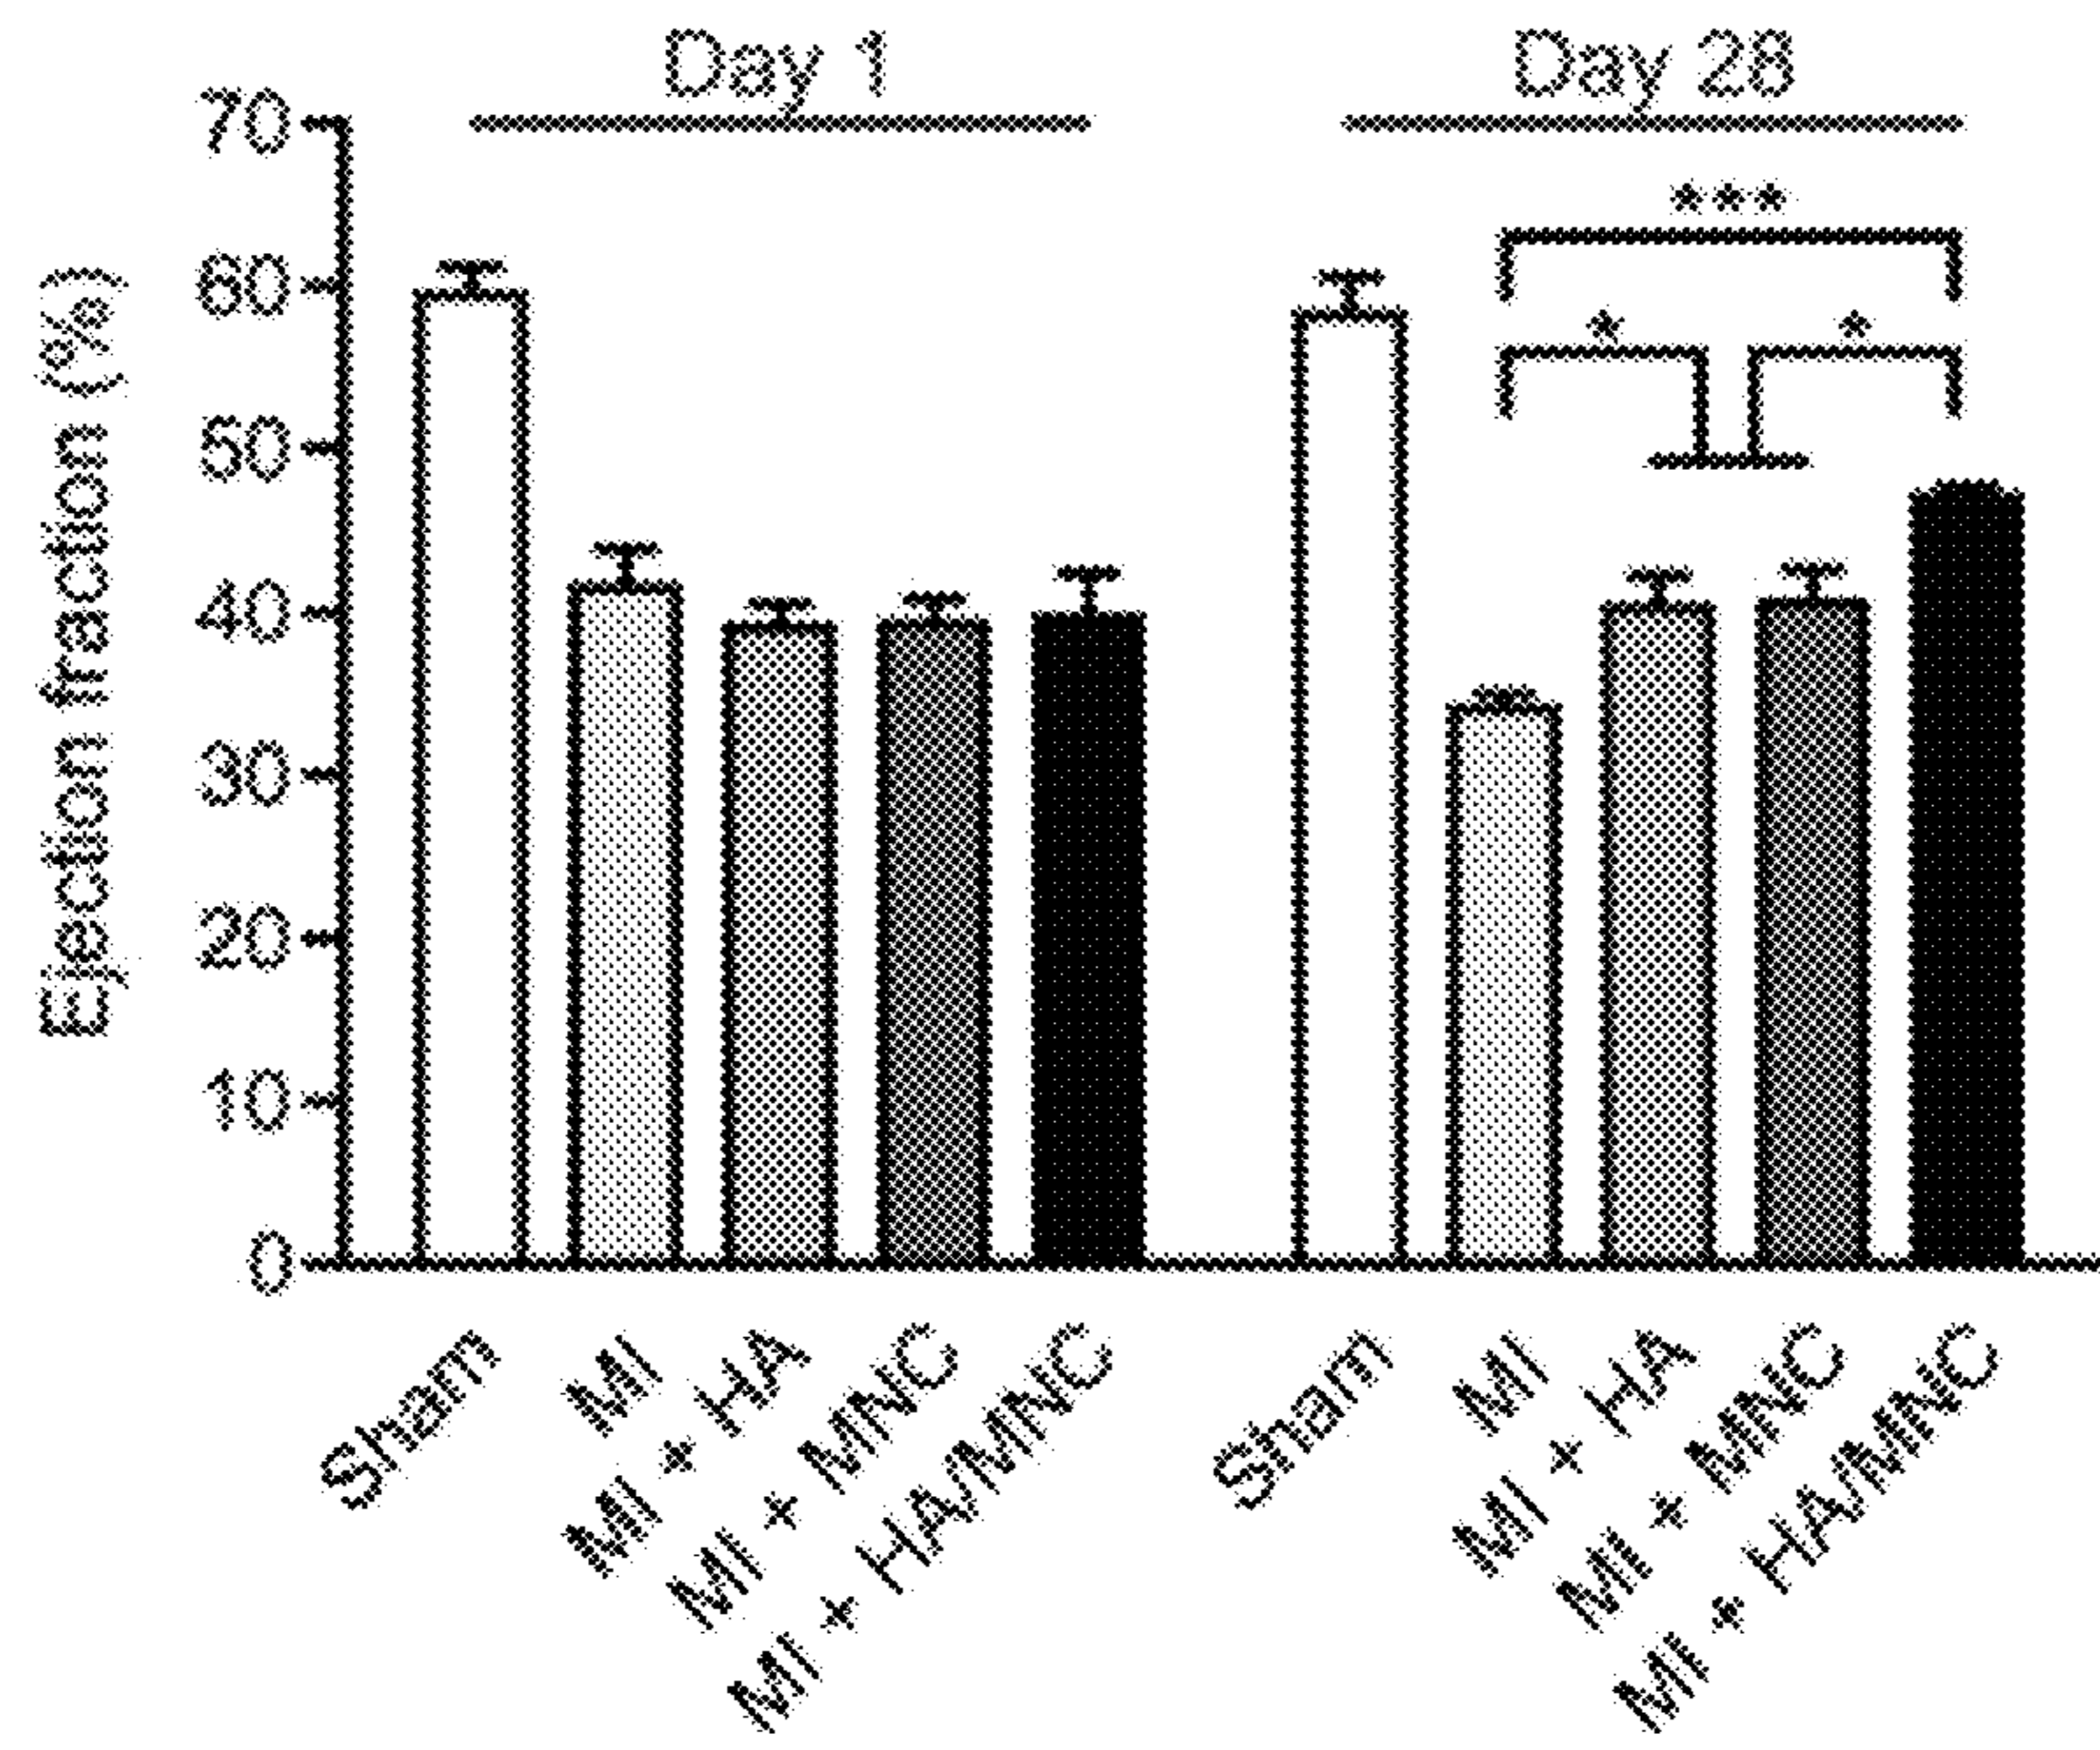 Day 1
Day 28
Ejection fraction (%)
70
60
50
40
30
20
10
0
***
*
*
Sham
MI
MI + HA
MI + MNC
MI + HA/MNC
Sham
MI
MI + HA
MI + MNC
MI + HA/MNC